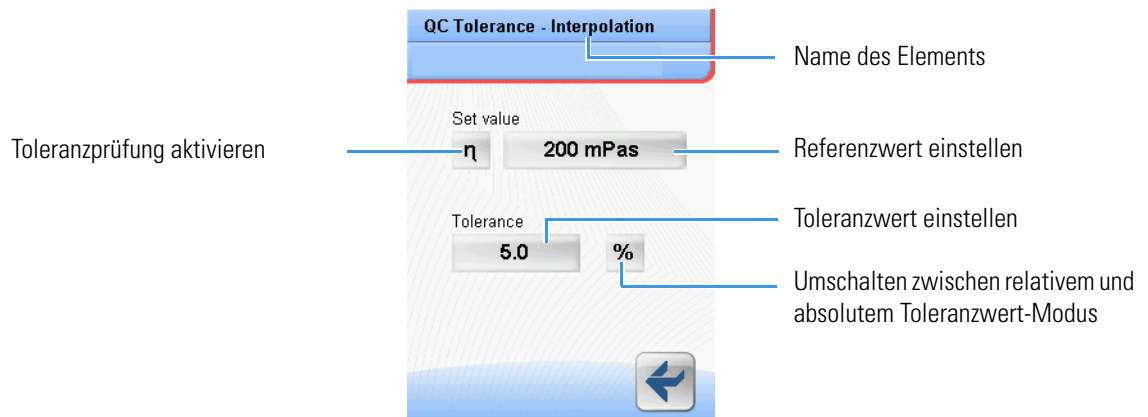 QC Tolerance - Interpolation
Name des Elements
Set value
Toleranzprüfung aktivieren
η
200 mPas
Referenzwert einstellen
Tolerance
Toleranzwert einstellen
5.0
%
Umschalten zwischen relativem und
absolutem Toleranzwert-Modus